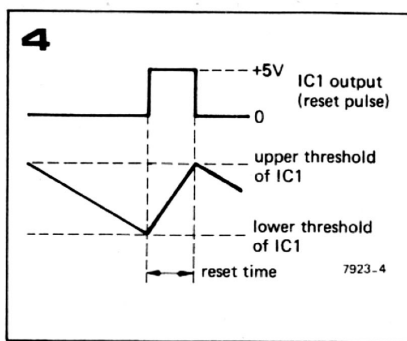 4
+5V
IC1 output
(reset pulse)
0
upper threshold
of IC1
lower threshold
of IC1
reset time
7923-4